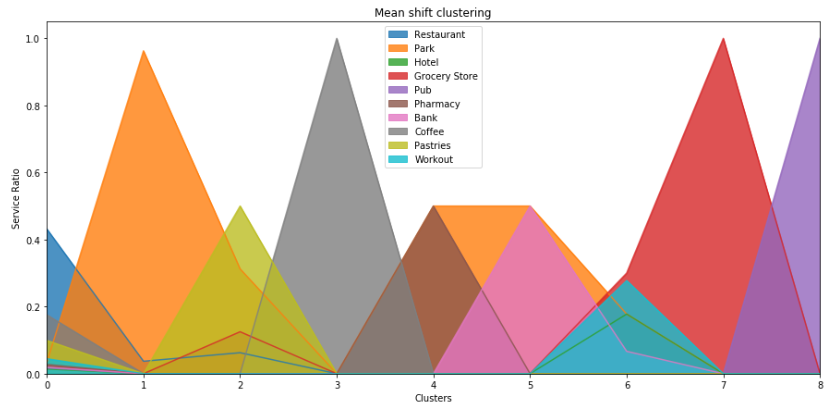 Mean shift clustering
Restaurant
Park
Hotel
Grocery Store
Pub
Pharmacy
Bank
Coffee
Pastries
Workout
Service Ratio
1.0
0.8
0.6
0.4
0.2
0.0
0 1 2 3 4 5 6 7 8
Clusters